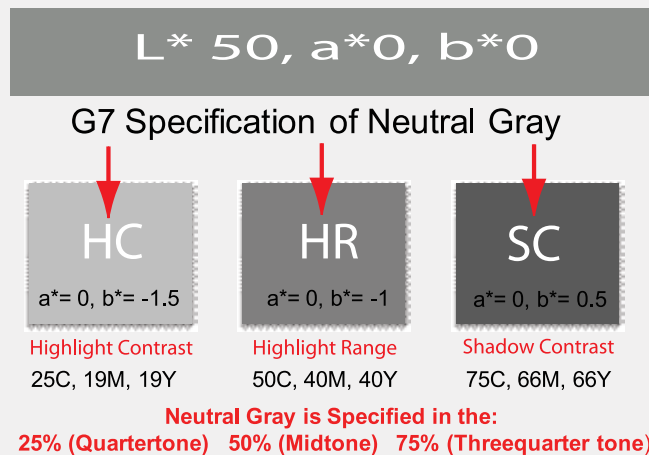 L* 50, a*0, b*0
G7 Specification of Neutral Gray
HC HR SC
a*= 0, b*= -1.5 a*= 0, b*= -1 a*= 0, b*= 0.5
Highlight Contrast Highlight Range Shadow Contrast
25C, 19M, 19Y 50C, 40M, 40Y 75C, 66M, 66Y
Neutral Gray is Specified in the:
25% (Quartertone) 50% (Midtone) 75% (Threequarter tone)